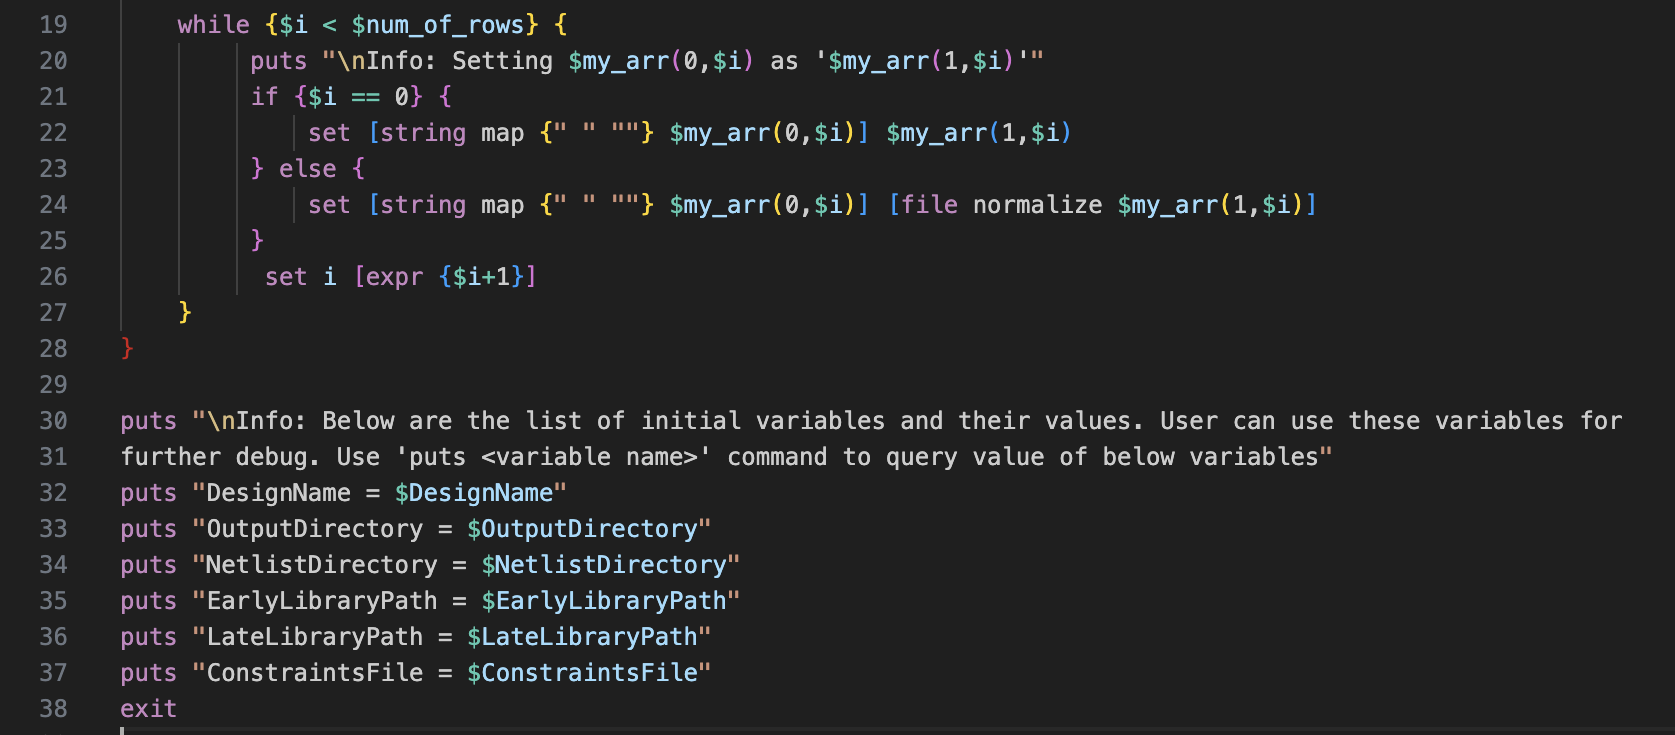 19 while {$i < $num_of_rows} {
20 puts "\nInfo: Setting $my_arr(0,$i) as '$my_arr(1,$i)'"
21 if {$i == 0} {
22 set [string map {" " ""} $my_arr(0,$i)] $my_arr(1,$i)
23 } else {
24 set [string map {" " ""} $my_arr(0,$i)] [file normalize $my_arr(1,$i)]
25 }
26 set i [expr {$i+1}]
27 }
28 }
29
30 puts "\nInfo: Below are the list of initial variables and their values. User can use these variables for
31 further debug. Use 'puts <variable name>' command to query value of below variables"
32 puts "DesignName = $DesignName"
33 puts "OutputDirectory = $OutputDirectory"
34 puts "NetlistDirectory = $NetlistDirectory"
35 puts "EarlyLibraryPath = $EarlyLibraryPath"
36 puts "LateLibraryPath = $LateLibraryPath"
37 puts "ConstraintsFile = $ConstraintsFile"
38 exit